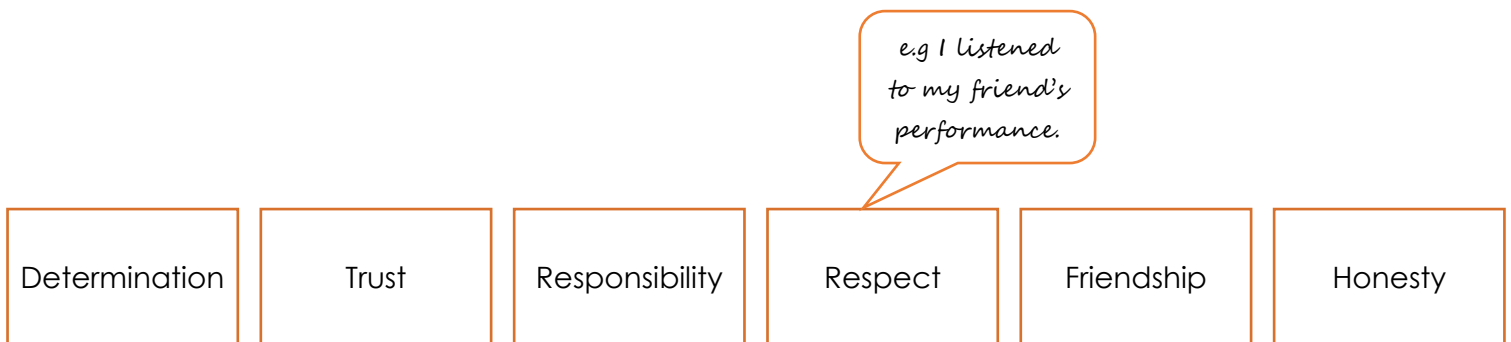 e.g I listened
to my friend's
performance.
Determination Trust Responsibility Respect Friendship Honesty